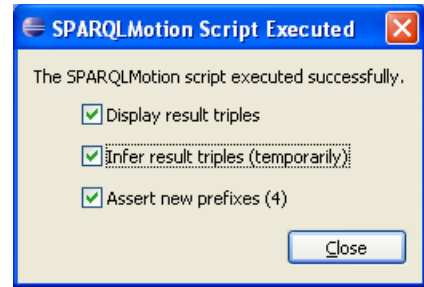 SPARQLMotion Script Executed
The SPARQLMotion script executed successfully.
Display result triples
Infer result triples (temporarily)
Assert new prefixes (4)
Close